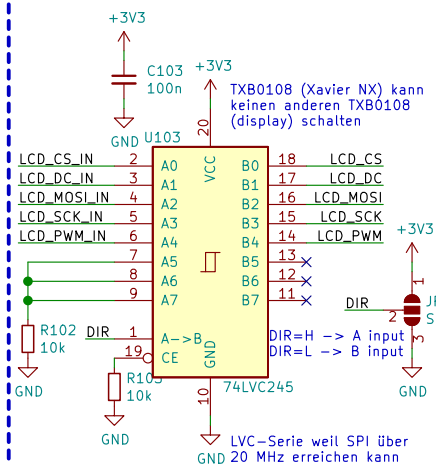 +3V3
C103
100n
GND
+3V3
TXB0108 (Xavier NX) kann
keinen anderen TXB0108
(display) schalten
U103
20
VCC
LCD_CS_IN 2 A0 B0 18 LCD_CS
LCD_DC_IN 3 A1 B1 17 LCD_DC
LCD_MOSI_IN 4 A2 B2 16 LCD_MOSI
LCD_SCK_IN 5 A3 B3 15 LCD_SCK
LCD_PWM_IN 6 A4 B4 14 LCD_PWM
7 A5 B5 13
8 A6 B6 12
9 A7 B7 11
+3V3
1
DIR 2
JP
S
3
GND
R102
10k
GND
DIR 1 A->B
19 CE
GND
DIR=H -> A input
DIR=L -> B input
R103
10k
GND
10
74LVC245
GND
LVC-Serie weil SPI über
20 MHz erreichen kann